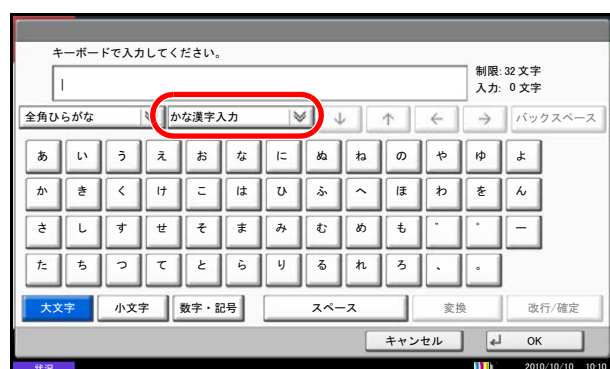 キーボードで入力してください。
制限: 32 文字
入力: 0 文字
全角ひらがな かな漢字入力 ↓ ↑ ← → バックスペース
あ い う え お な に ぬ ね の や ゆ よ
か き く け こ は ひ ふ へ ほ わ を ん
さ し す せ そ ま み む め も ゛ ゜ ー
た ち つ て と ら り る れ ろ 、 。
大文字 小文字 数字・記号 スペース 変換 改行/確定
キャンセル OK
状況 2010/10/10 10:10